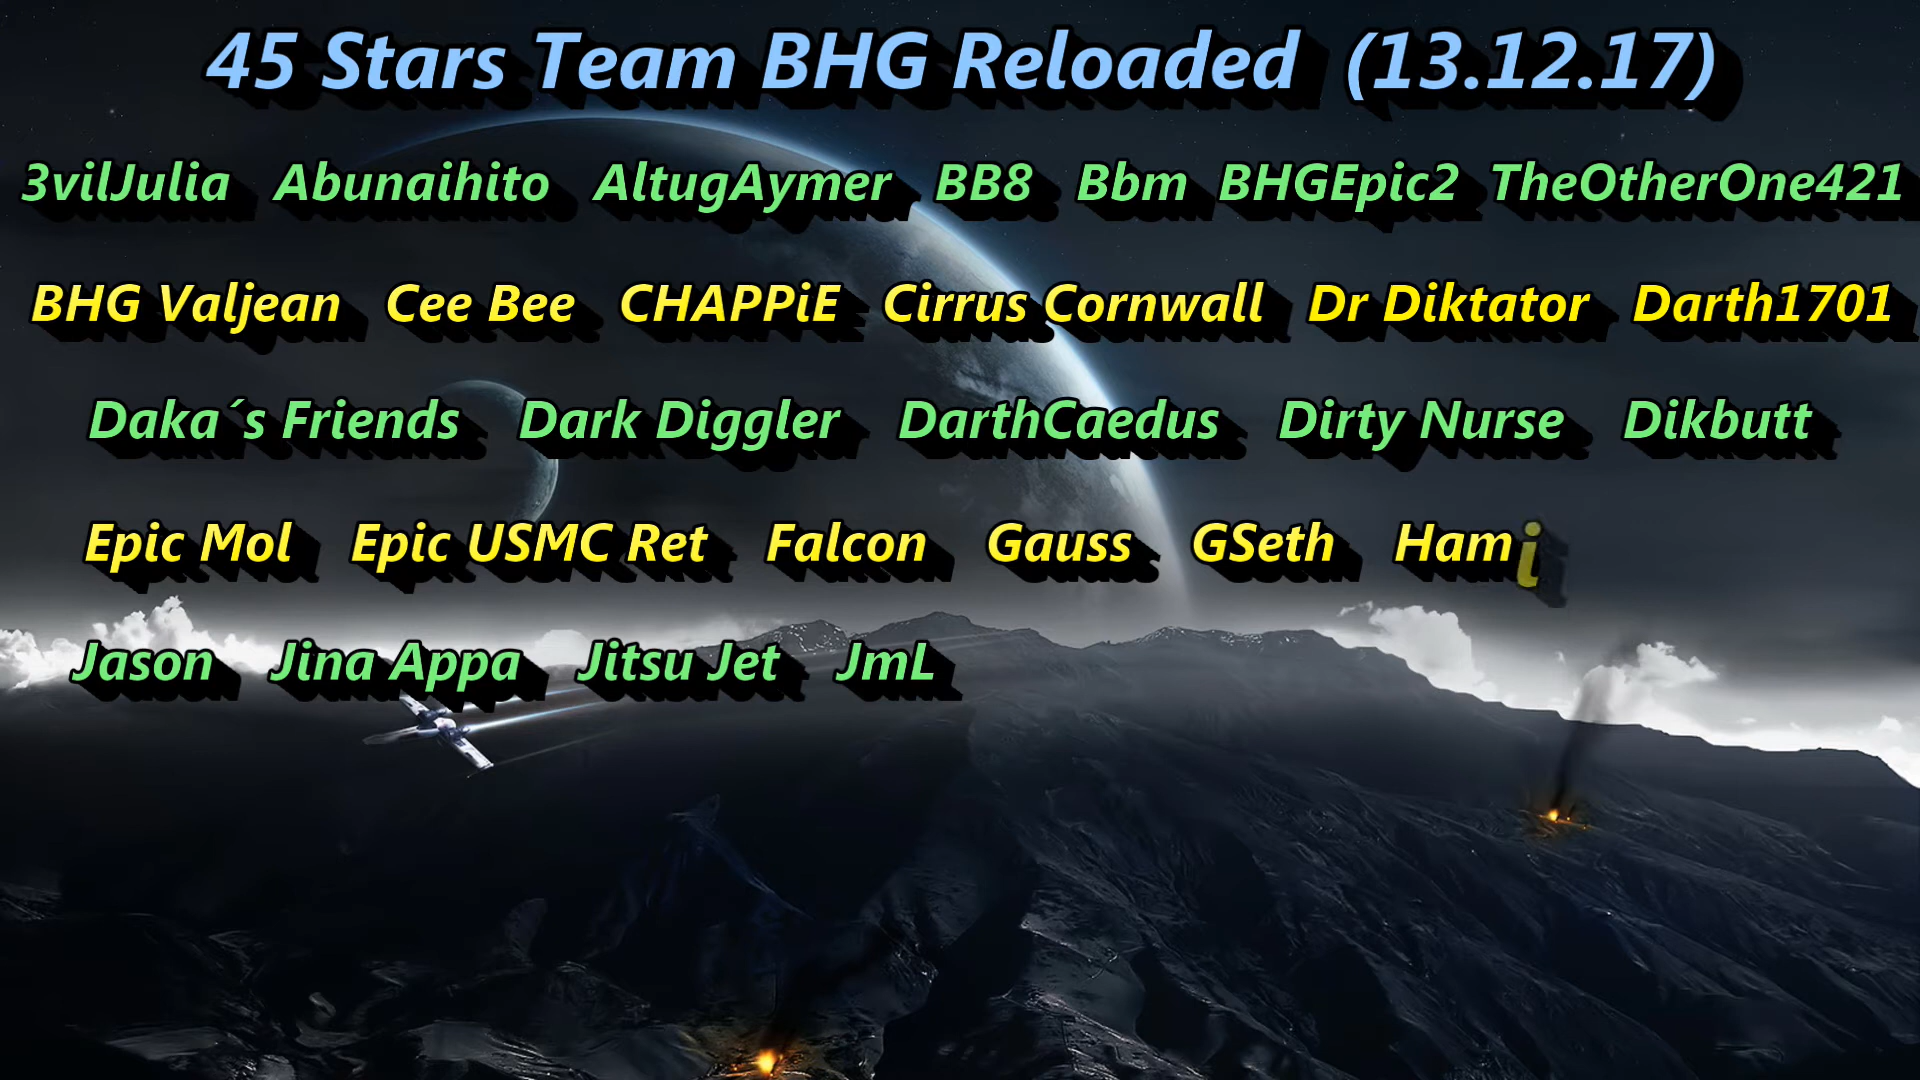 45 Stars Team BHG Reloaded (13.12.17)
3vilJulia Abunaihito AltugAymer BB8 Bbm BHGEpic2 TheOtherOne421
BHG Valjean Cee Bee CHAPPiE Cirrus Cornwall Dr Diktator Darth1701
Daka´s Friends Dark Diggler DarthCaedus Dirty Nurse Dikbutt
Epic Mol Epic USMC Ret Falcon Gauss GSeth Hami
Jason Jina Appa Jitsu Jet JmL